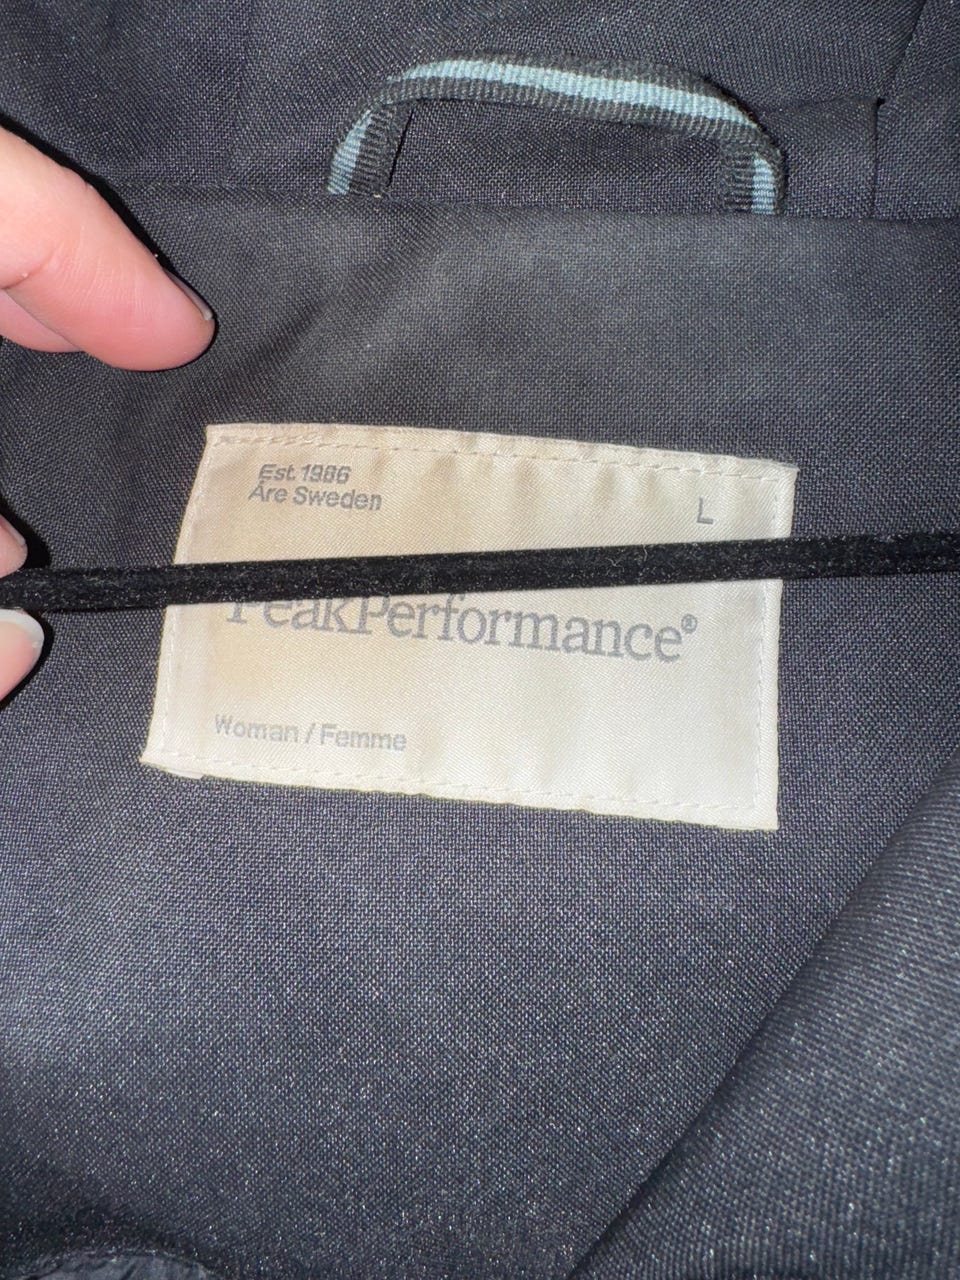 Est. 1986
Åre Sweden
L
PeakPerformance®
Woman / Femme